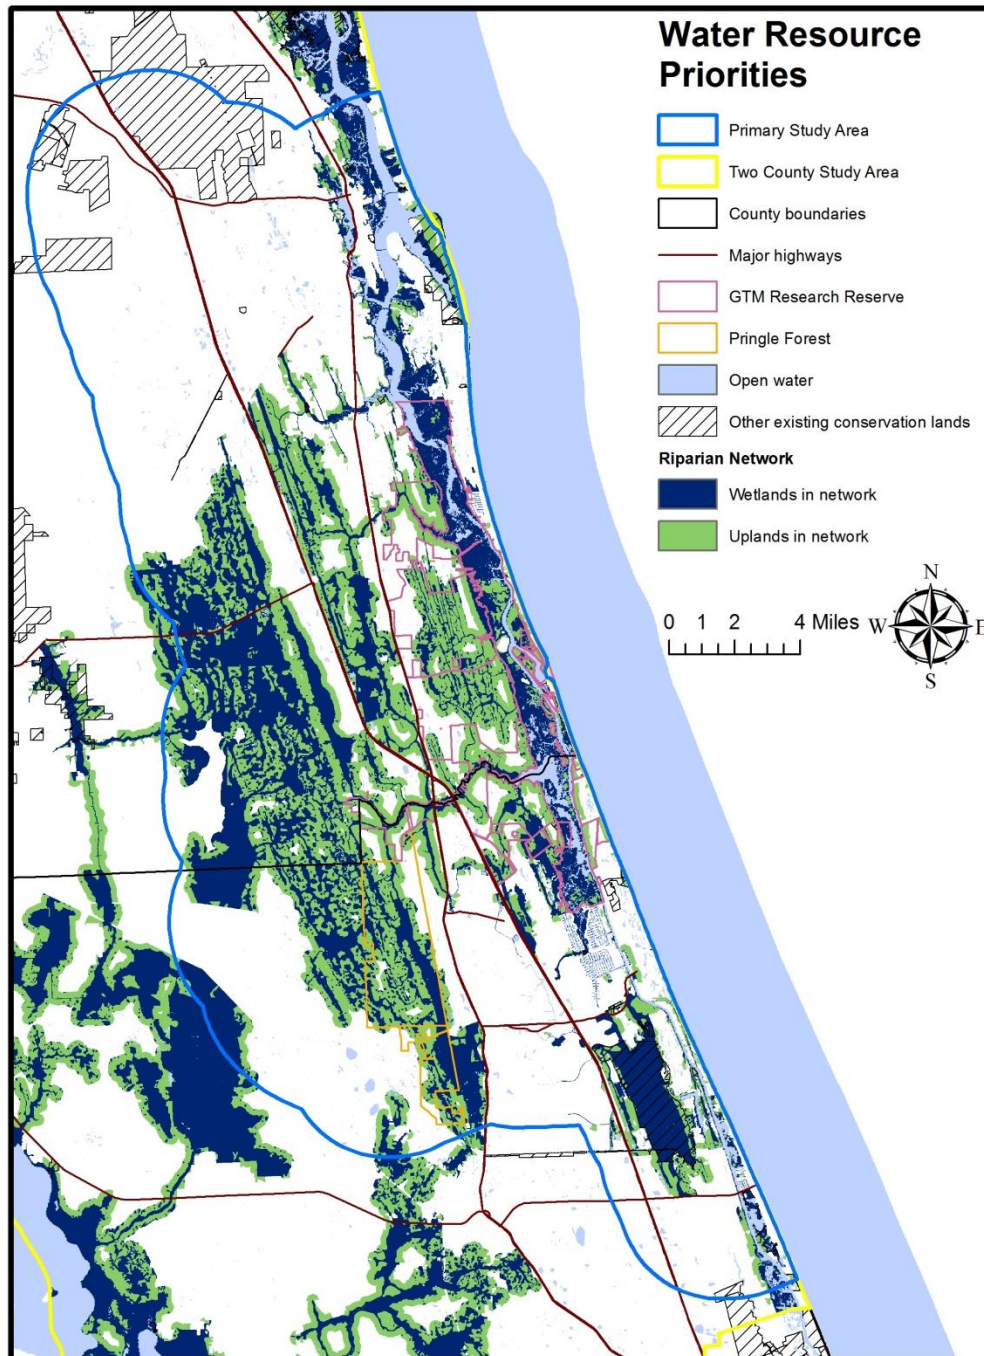 Water Resource
Priorities
Primary Study Area
Two County Study Area
County boundaries
Major highways
GTM Research Reserve
Pringle Forest
Open water
Other existing conservation lands
Riparian Network
Wetlands in network
Uplands in network
N
0 1 2 4 Miles W E
S